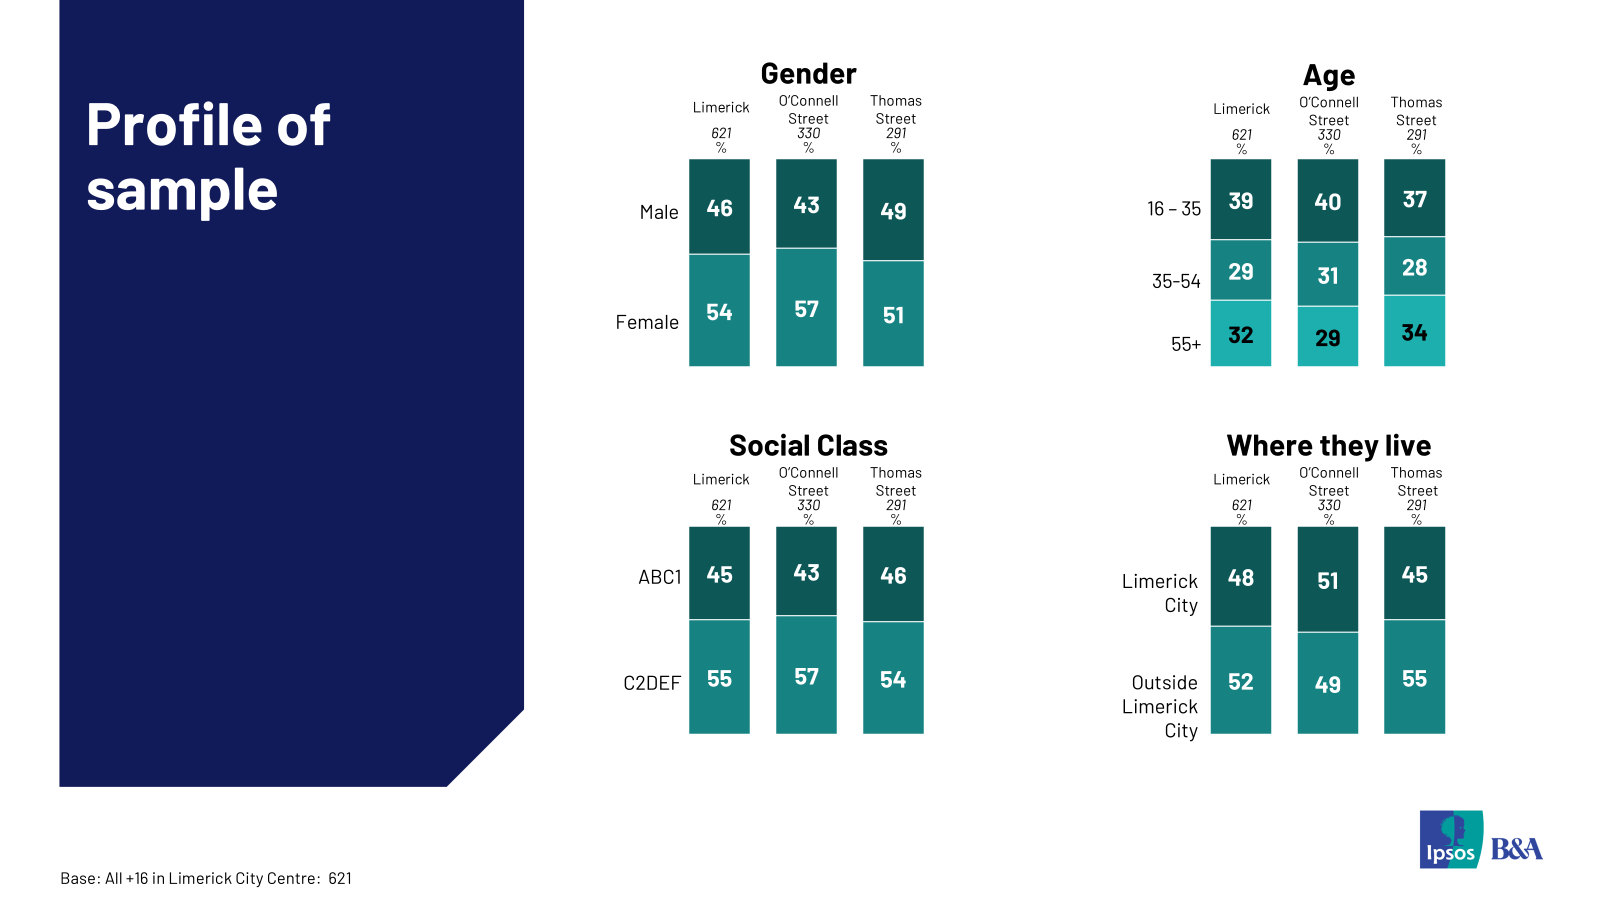 Profile of
sample
Gender
Limerick
O’Connell
Street
Thomas
Street
621
330
291
%
%
%
Male
46
43
49
Female
54
57
51
Age
Limerick
O’Connell
Street
Thomas
Street
621
330
291
%
%
%
16 – 35
39
40
37
35-54
29
31
28
55+
32
29
34
Social Class
Limerick
O’Connell
Street
Thomas
Street
621
330
291
%
%
%
ABC1
45
43
46
C2DEF
55
57
54
Where they live
Limerick
O’Connell
Street
Thomas
Street
621
330
291
%
%
%
Limerick
City
48
51
45
Outside
Limerick
City
52
49
55
Ipsos
B&A
Base: All +16 in Limerick City Centre: 621